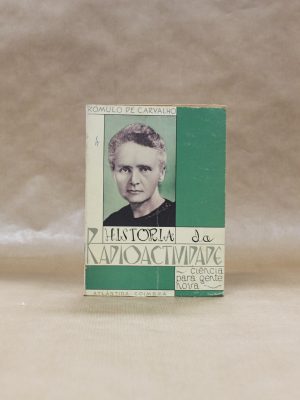 RÓMULO DE CARVALHO
HISTÓRIA da
RADIOACTIVIDADE
ciência
para gente
nova
ATLÂNTIDA COIMBRA